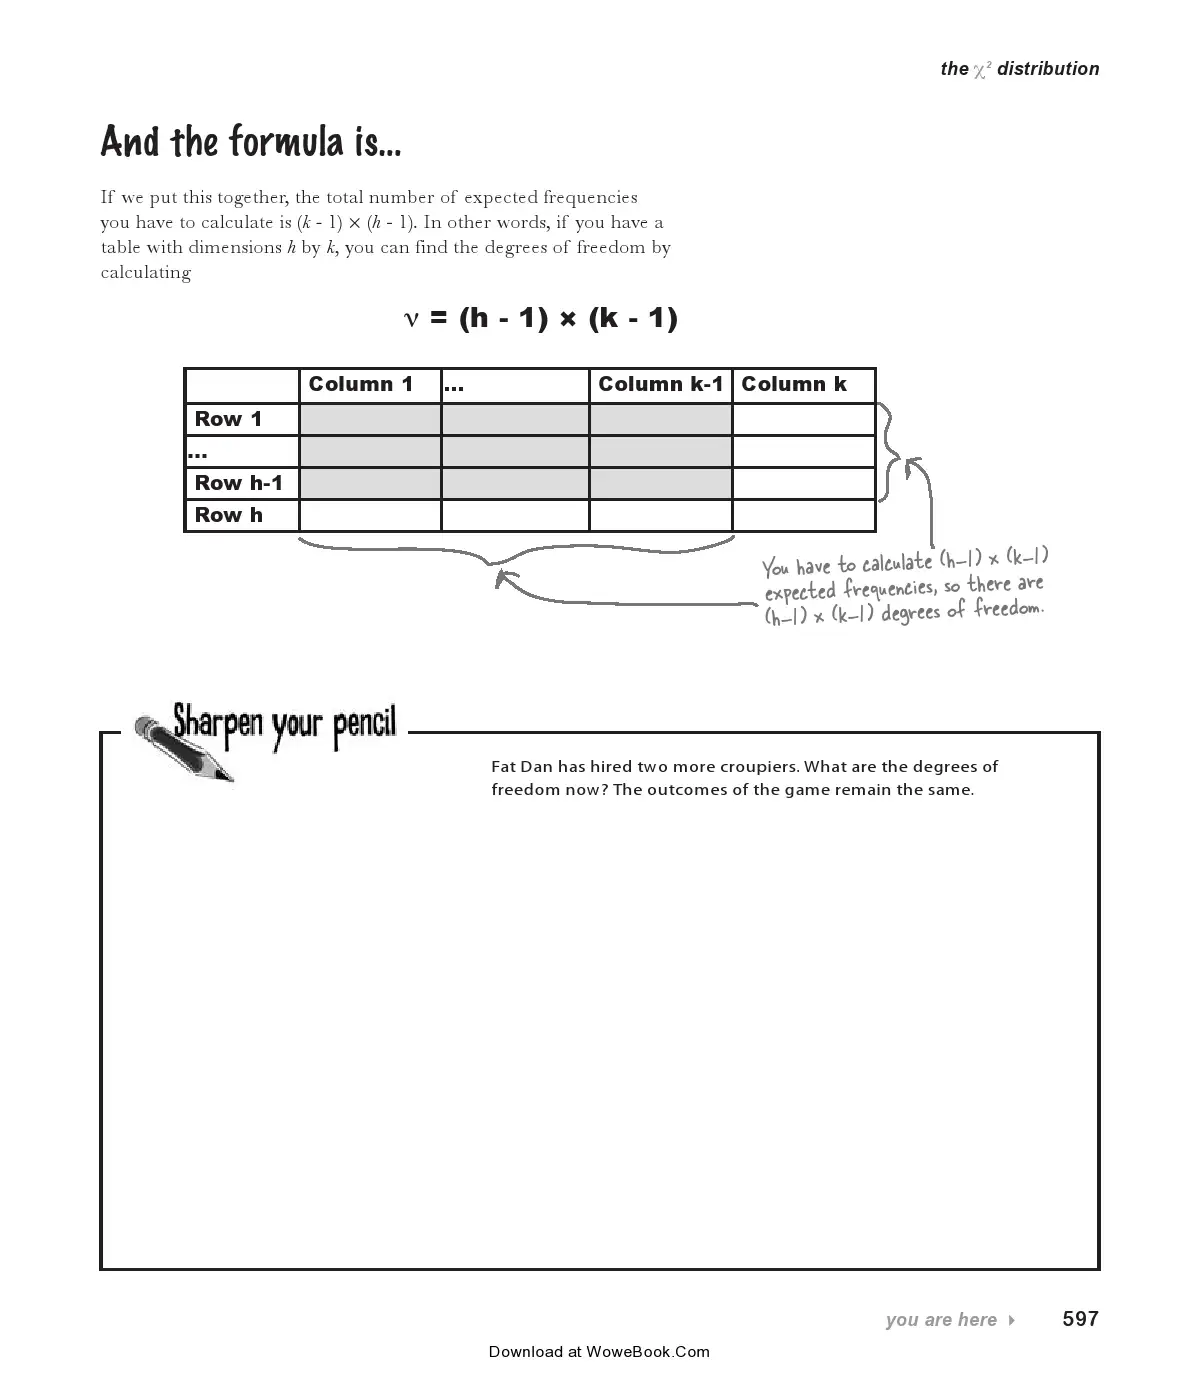 the χ² distribution
And the formula is...
If we put this together, the total number of expected frequencies
you have to calculate is (k - 1) × (h - 1). In other words, if you have a
table with dimensions h by k, you can find the degrees of freedom by
calculating
ν = (h - 1) × (k - 1)
Column 1 ... Column k-1 Column k
Row 1
...
Row h-1
Row h
You have to calculate (h–1) × (k–1)
expected frequencies, so there are
(h–1) × (k–1) degrees of freedom.
Sharpen your pencil
Fat Dan has hired two more croupiers. What are the degrees of
freedom now? The outcomes of the game remain the same.
you are here ▸ 597
Download at WoweBook.Com